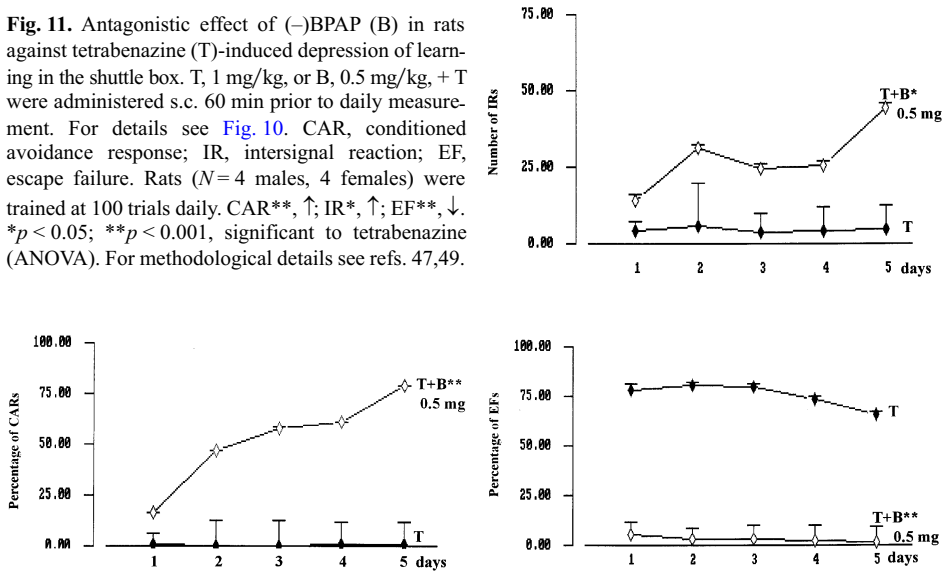 Fig. 11. Antagonistic effect of (–)BPAP (B) in rats
against tetrabenazine (T)-induced depression of learn-
ing in the shuttle box. T, 1 mg/kg, or B, 0.5 mg/kg, + T
were administered s.c. 60 min prior to daily measure-
ment. For details see Fig. 10. CAR, conditioned
avoidance response; IR, intersignal reaction; EF,
escape failure. Rats (N = 4 males, 4 females) were
trained at 100 trials daily. CAR**, ↑; IR*, ↑; EF**, ↓.
*p < 0.05; **p < 0.001, significant to tetrabenazine
(ANOVA). For methodological details see refs. 47,49.
Number of IRs
75.00
50.00
25.00
0.00
T+B*
0.5 mg
T
1 2 3 4 5 days
Percentage of CARs
100.00
75.00
50.00
25.00
0.00
T+B**
0.5 mg
T
1 2 3 4 5 days
Percentage of EFs
100.00
75.00
50.00
25.00
0.00
T
T+B**
0.5 mg
1 2 3 4 5 days